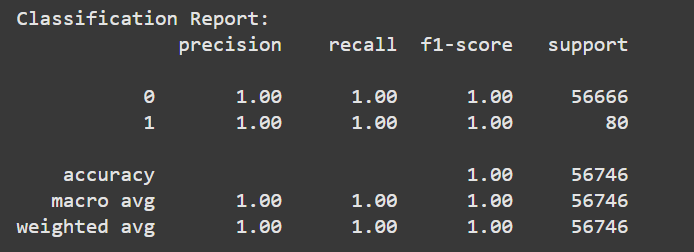 Classification Report:
precision recall f1-score support
0 1.00 1.00 1.00 56666
1 1.00 1.00 1.00 80
accuracy 1.00 56746
macro avg 1.00 1.00 1.00 56746
weighted avg 1.00 1.00 1.00 56746